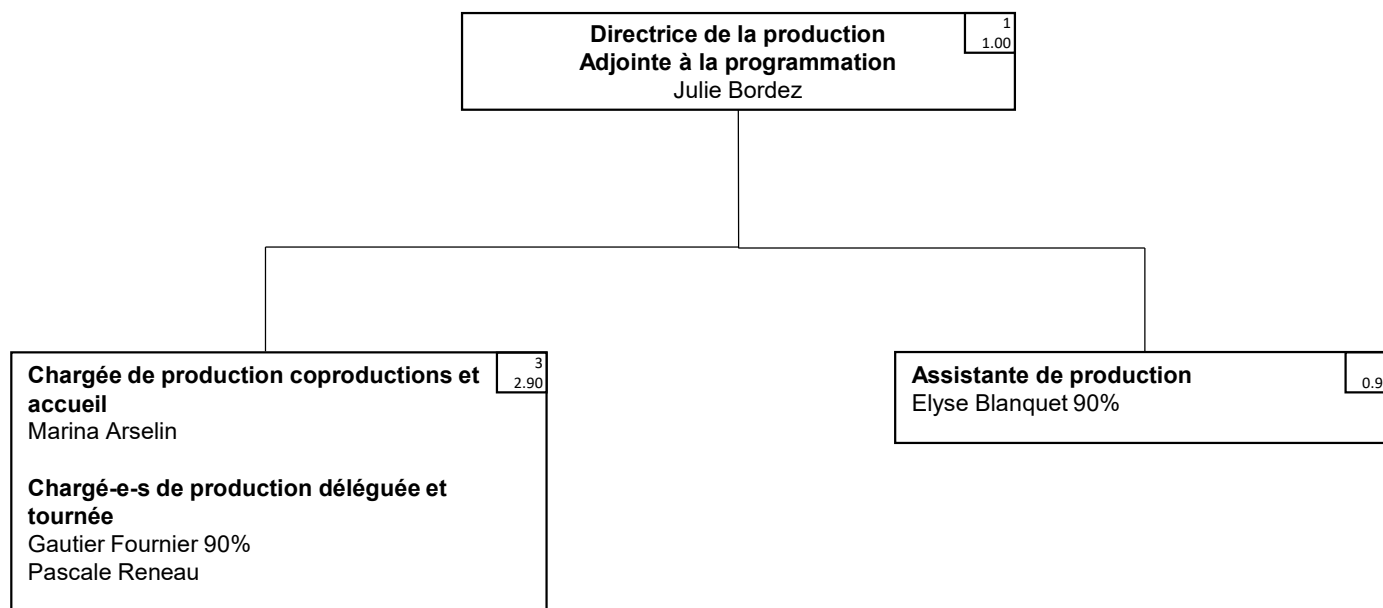 Directrice de la production
Adjointe à la programmation
Julie Bordez
1
1.00
Chargée de production coproductions et
accueil
Marina Arselin
3
2.90
Chargé-e-s de production déléguée et
tournée
Gautier Fournier 90%
Pascale Reneau
Assistante de production
Elyse Blanquet 90%
0.9